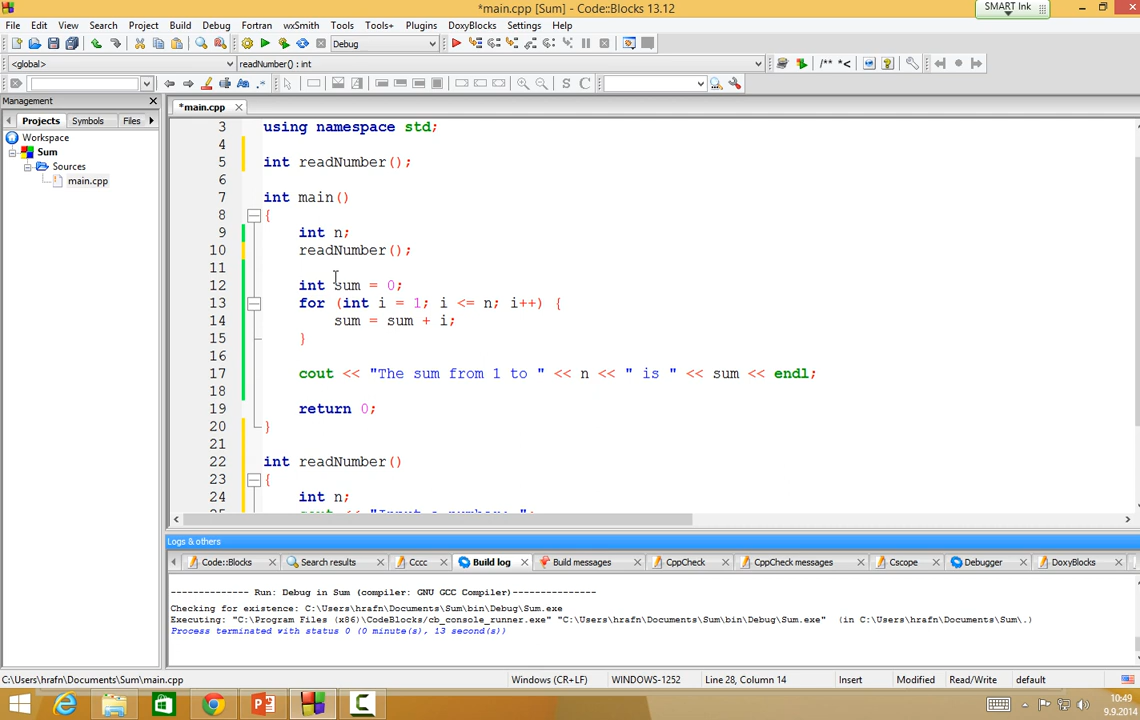 *main.cpp [Sum] - Code::Blocks 13.12
SMART Ink
File Edit View Search Project Build Debug Fortran wxSmith Tools Tools+ Plugins DoxyBlocks Settings Help
Debug
<global> readNumber() : int
/** *<
S C
Management
*main.cpp
Projects Symbols Files
Workspace
Sum
Sources
main.cpp
3 using namespace std;
4
5 int readNumber();
6
7 int main()
8 {
9 int n;
10 readNumber();
11
12 int sum = 0;
13 for (int i = 1; i <= n; i++) {
14 sum = sum + i;
15 }
16
17 cout << "The sum from 1 to " << n << " is " << sum << endl;
18
19 return 0;
20 }
21
22 int readNumber()
23 {
24 int n;
Logs & others
Code::Blocks Search results Cccc Build log Build messages CppCheck CppCheck messages Cscope Debugger DoxyBlocks
-------------- Run: Debug in Sum (compiler: GNU GCC Compiler)---------------
Checking for existence: C:\Users\hrafn\Documents\Sum\bin\Debug\Sum.exe
Executing: "C:\Program Files (x86)\CodeBlocks/cb_console_runner.exe" "C:\Users\hrafn\Documents\Sum\bin\Debug\Sum.exe" (in C:\Users\hrafn\Documents\Sum\.)
Process terminated with status 0 (0 minute(s), 13 second(s))
C:\Users\hrafn\Documents\Sum\main.cpp Windows (CR+LF) WINDOWS-1252 Line 28, Column 14 Insert Modified Read/Write default
10:49
9.9.2014